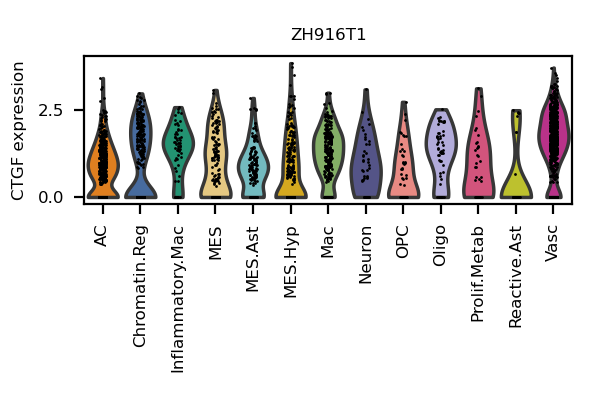 ZH916T1
CTGF expression
2.5
0.0
AC
Chromatin.Reg
Inflammatory.Mac
MES
MES.Ast
MES.Hyp
Mac
Neuron
OPC
Oligo
Prolif.Metab
Reactive.Ast
Vasc